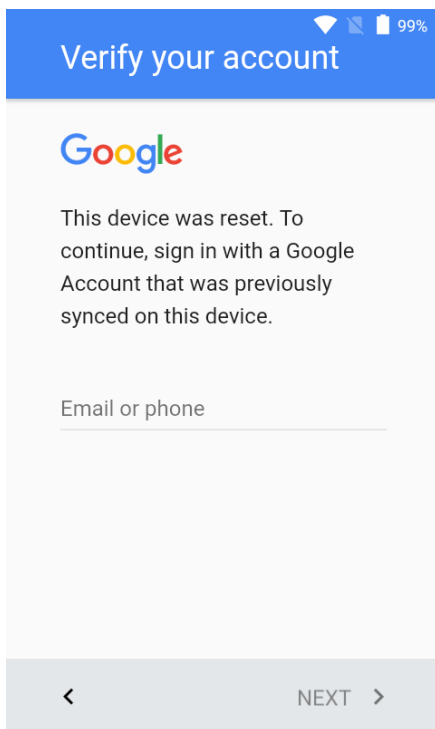 99%
Verify your account
Google
This device was reset. To
continue, sign in with a Google
Account that was previously
synced on this device.
Email or phone
NEXT